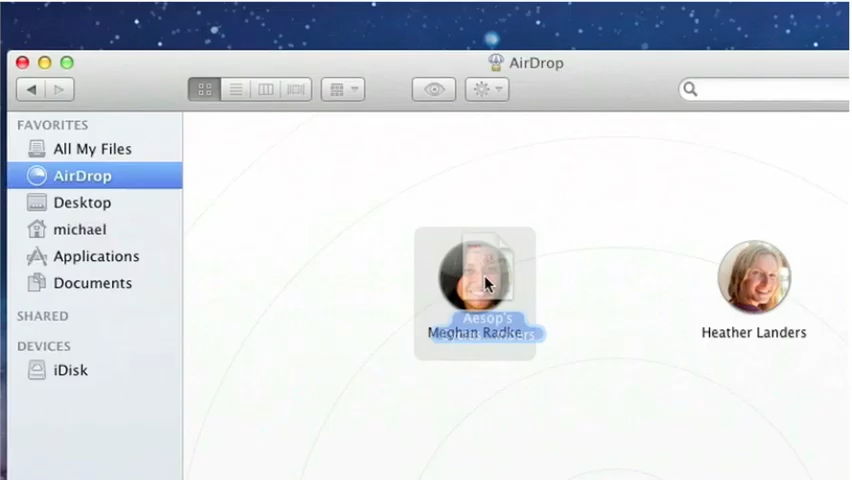 AirDrop
FAVORITES
All My Files
AirDrop
Desktop
michael
Applications
Documents
SHARED
DEVICES
iDisk
Aesop's
Meghan Radke
Heather Landers